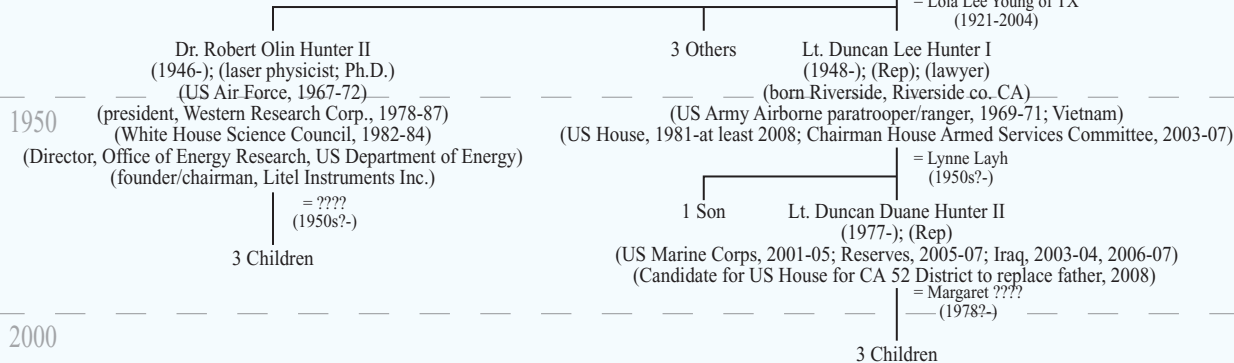 = Lola Lee Young of TX
(1921-2004)
Dr. Robert Olin Hunter II
(1946-); (laser physicist; Ph.D.)
(US Air Force, 1967-72)
(president, Western Research Corp., 1978-87)
(White House Science Council, 1982-84)
(Director, Office of Energy Research, US Department of Energy)
(founder/chairman, Litel Instruments Inc.)
= ????
(1950s?-)
3 Children
3 Others
Lt. Duncan Lee Hunter I
(1948-); (Rep); (lawyer)
(born Riverside, Riverside co. CA)
(US Army Airborne paratrooper/ranger, 1969-71; Vietnam)
(US House, 1981-at least 2008; Chairman House Armed Services Committee, 2003-07)
= Lynne Layh
(1950s?-)
1 Son
Lt. Duncan Duane Hunter II
(1977-); (Rep)
(US Marine Corps, 2001-05; Reserves, 2005-07; Iraq, 2003-04, 2006-07)
(Candidate for US House for CA 52 District to replace father, 2008)
= Margaret ????
(1978?-)
3 Children
1950
2000